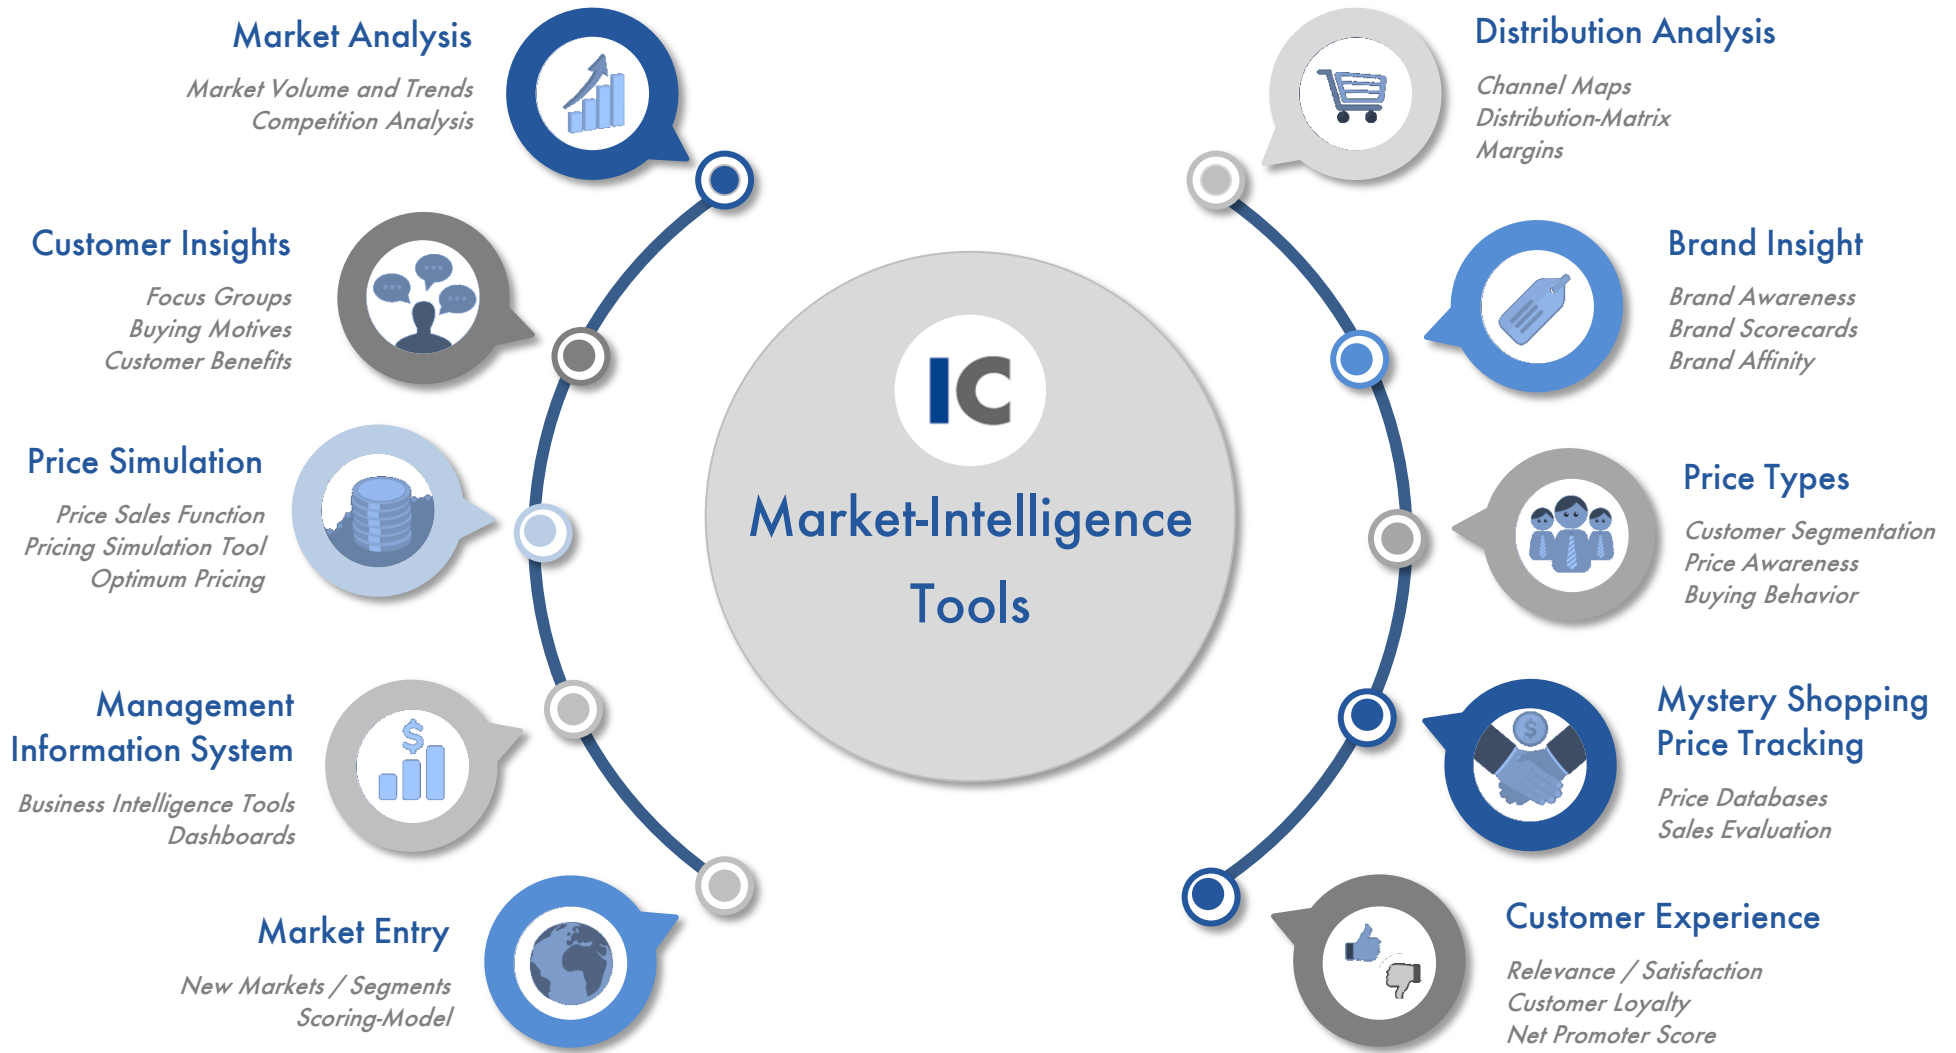 Market Analysis
Market Volume and Trends
Competition Analysis
Customer Insights
Focus Groups
Buying Motives
Customer Benefits
Price Simulation
Price Sales Function
Pricing Simulation Tool
Optimum Pricing
Management
Information System
$
Business Intelligence Tools
Dashboards
Market Entry
New Markets / Segments
Scoring-Model
IC
Market-Intelligence
Tools
Distribution Analysis
Channel Maps
Distribution-Matrix
Margins
Brand Insight
Brand Awareness
Brand Scorecards
Brand Affinity
Price Types
Customer Segmentation
Price Awareness
Buying Behavior
Mystery Shopping
Price Tracking
$
Price Databases
Sales Evaluation
Customer Experience
Relevance / Satisfaction
Customer Loyalty
Net Promoter Score